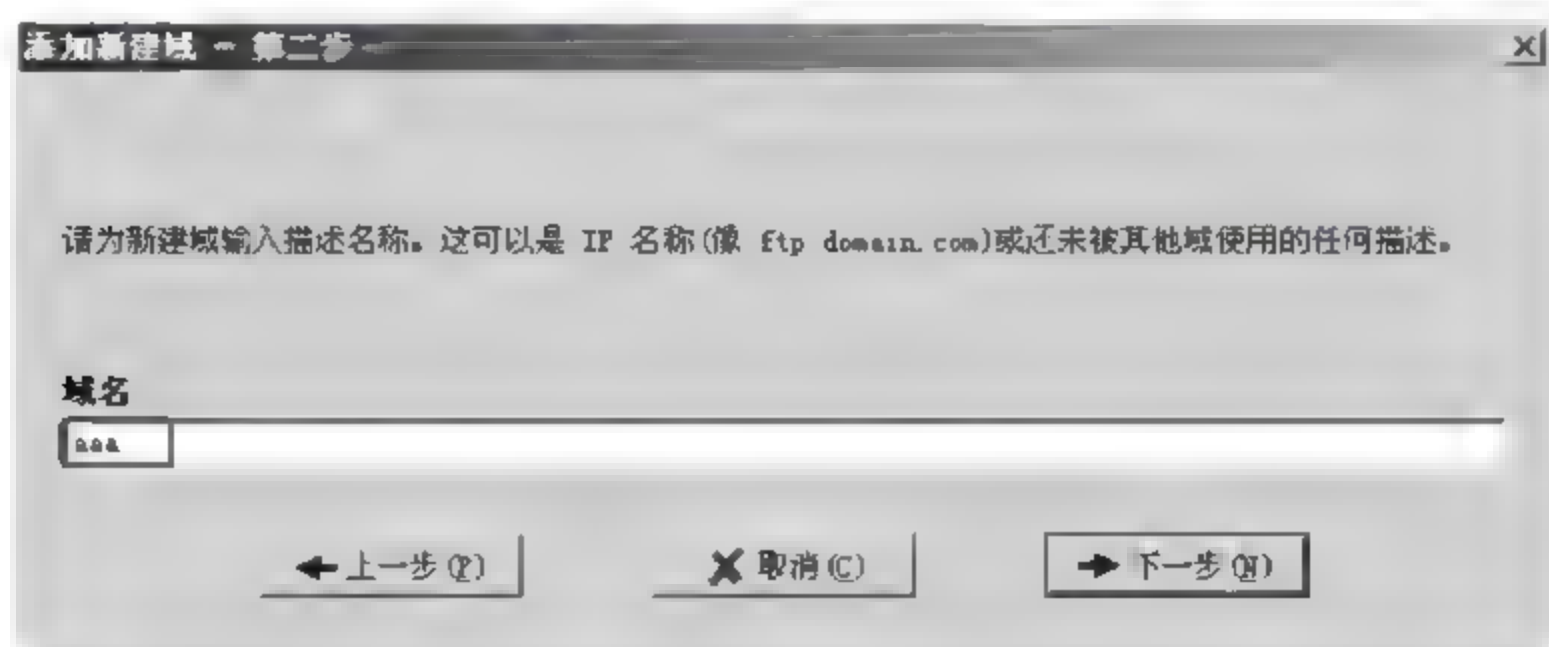 添加新建域 - 第二步
请为新建域输入描述名称。这可以是 IP 名称(像 ftp domain.com)或还未被其他域使用的任何描述。
域名
aaa
上一步(P) 取消(C) 下一步(N)